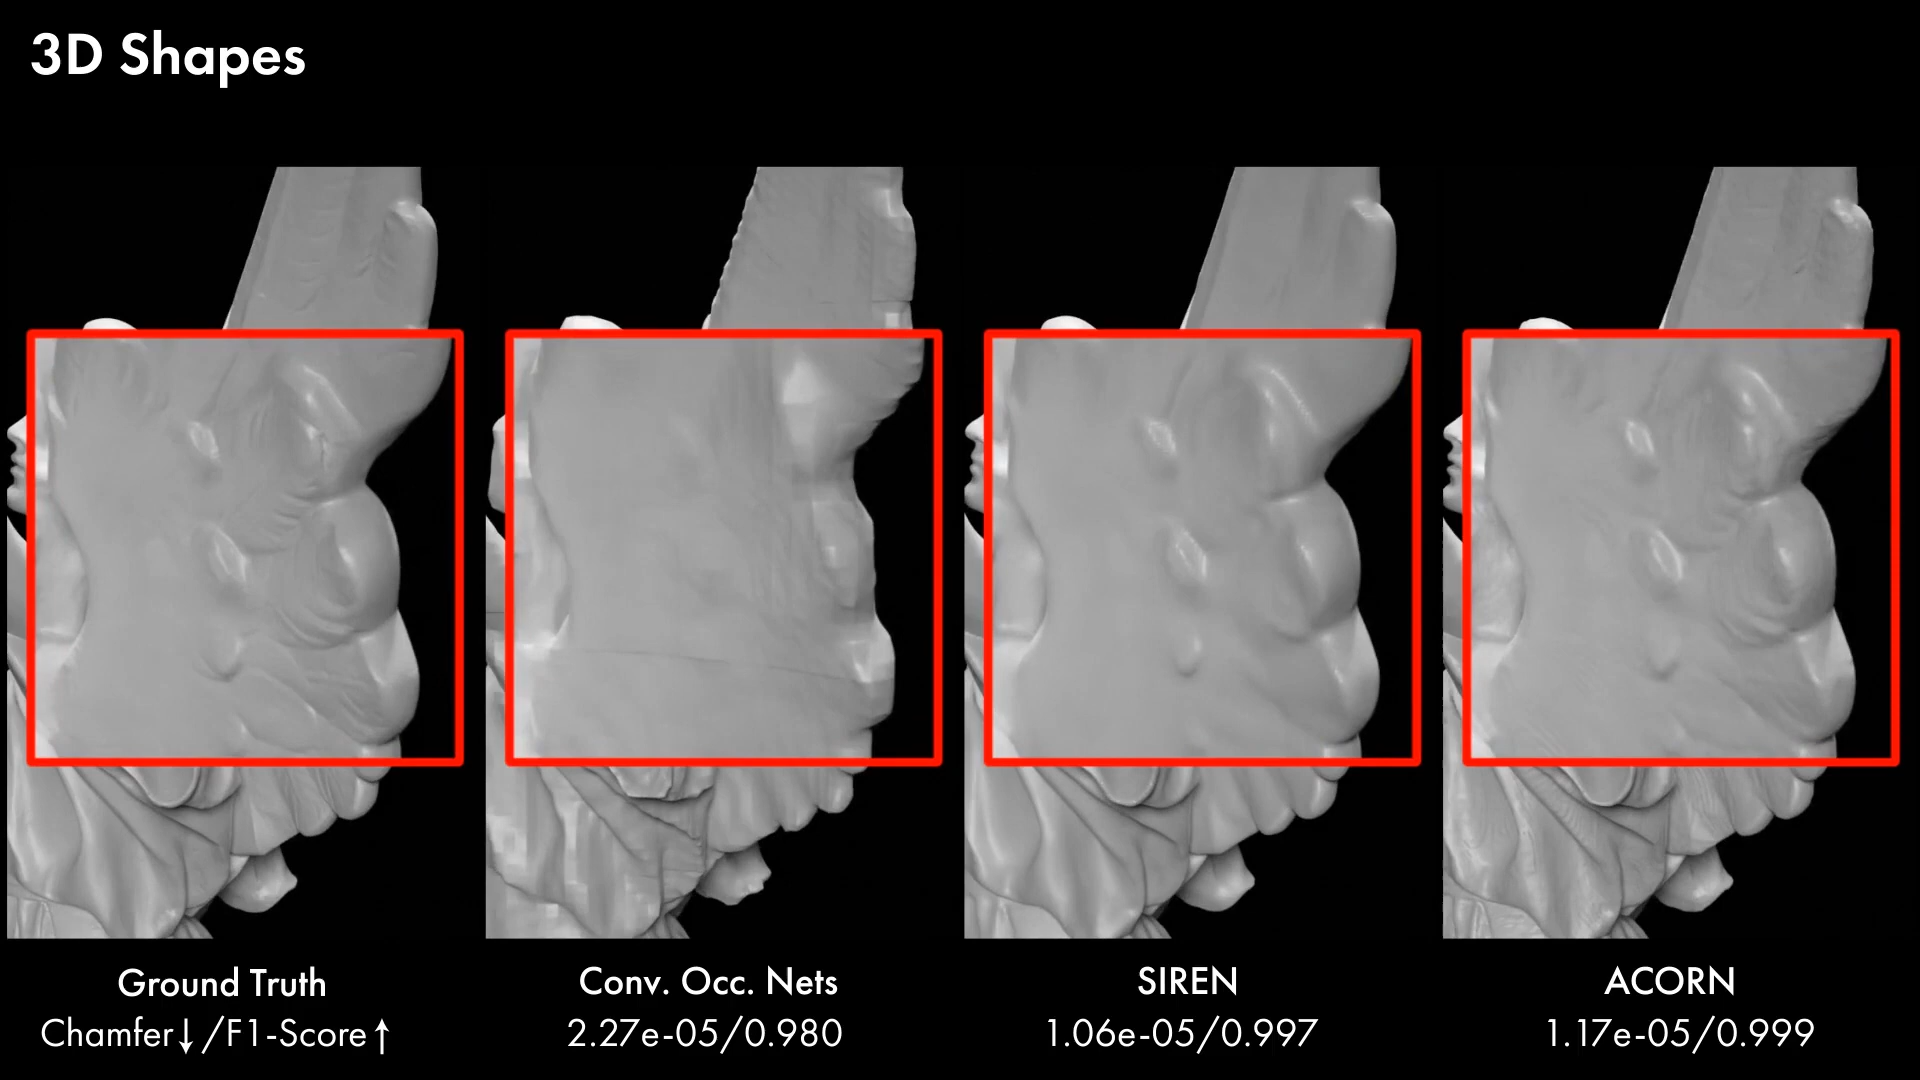 3D Shapes
Ground Truth
Chamfer↓/F1-Score↑
Conv. Occ. Nets
2.27e-05/0.980
SIREN
1.06e-05/0.997
ACORN
1.17e-05/0.999